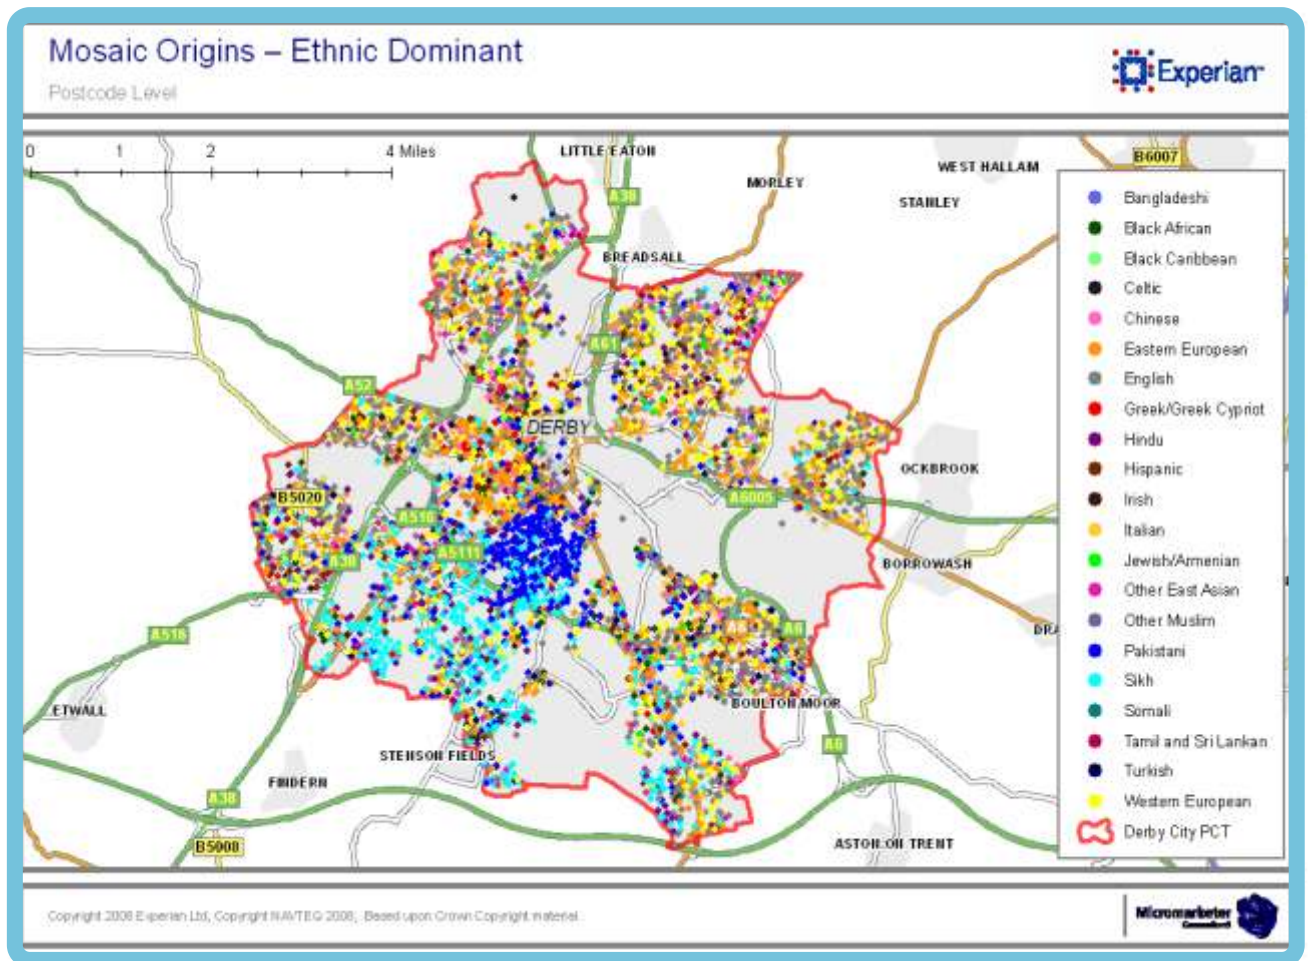 Mosaic Origins – Ethnic Dominant
Postcode Level
Experian
0 1 2 4 Miles
LITTLE EATON
B6007
WEST HALLAM
MORLEY
A38
STANLEY
BREADSALL
A61
A52
DERBY
OCKBROOK
B5020
A6005
A516
A5111
A38
BORROWASH
A6
A6
A516
ETWALL
BOULTON MOOR
A6
STENSON FIELDS
FINDERN
A38
B5008
ASTON ON TRENT
Bangladeshi
Black African
Black Caribbean
Celtic
Chinese
Eastern European
English
Greek/Greek Cypriot
Hindu
Hispanic
Irish
Italian
Jewish/Armenian
Other East Asian
Other Muslim
Pakistani
Sikh
Somali
Tamil and Sri Lankan
Turkish
Western European
Derby City PCT
Copyright 2008 Experian Ltd, Copyright NAVTEQ 2008, Based upon Crown Copyright material.
Micromarketer